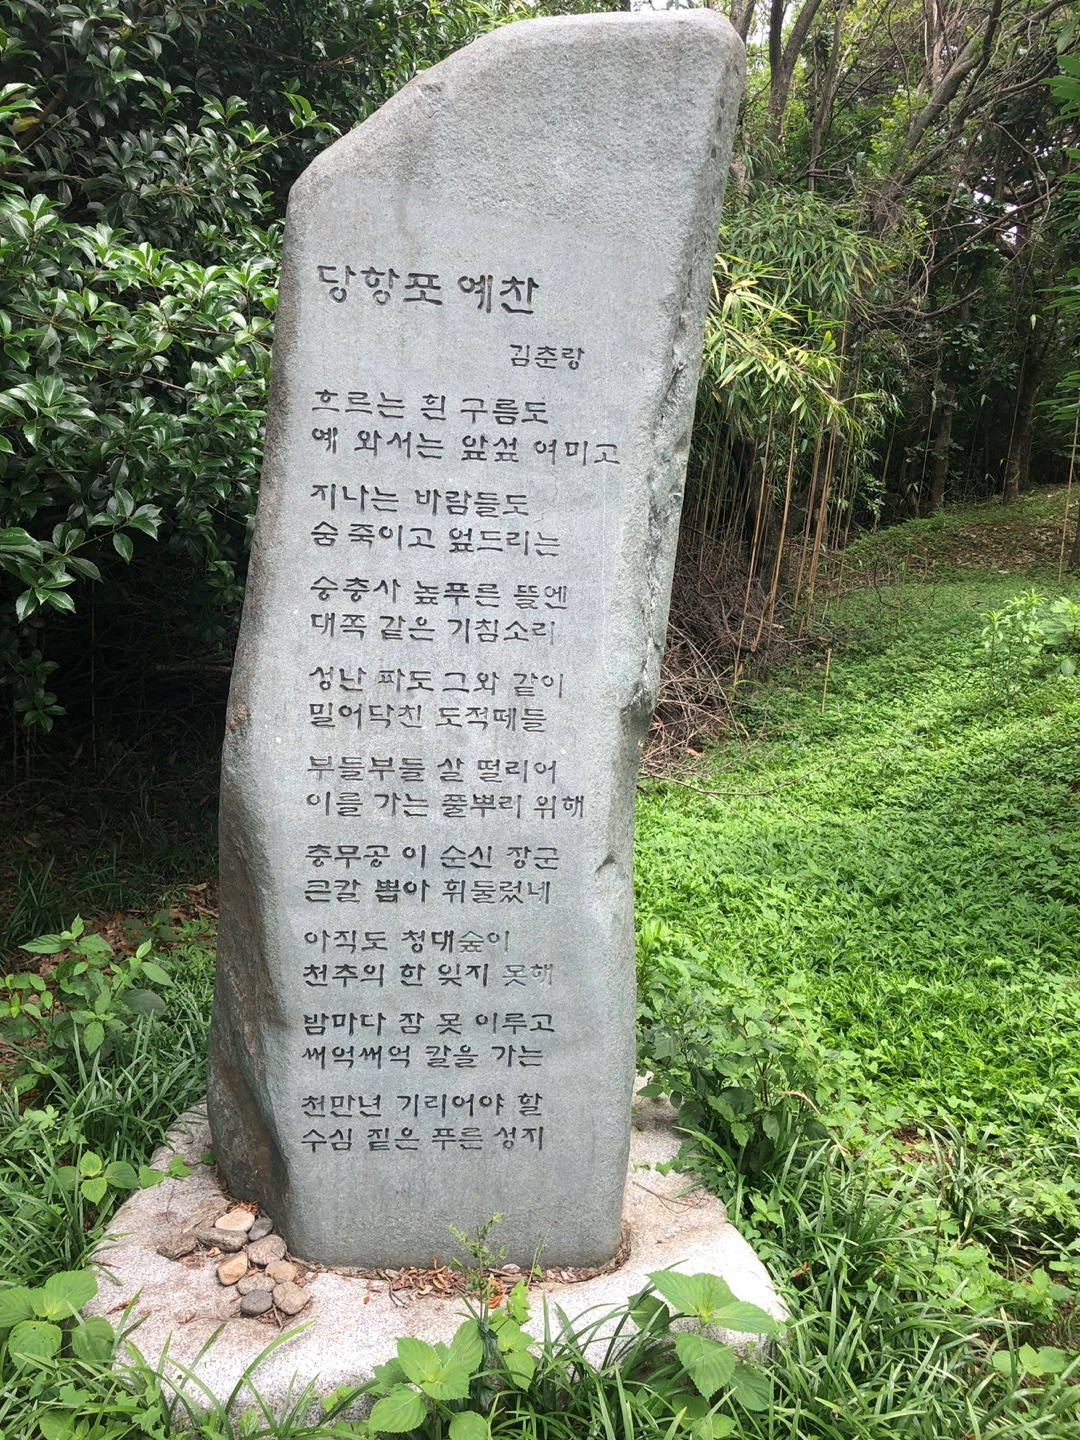 당항포 예찬
김춘랑
흐르는 흰 구름도
예 와서는 앞섶 여미고
지나는 바람들도
숨죽이고 엎드리는
숭충사 높푸른 뜰엔
대쪽 같은 기침소리
성난 파도 그와 같이
밀어닥친 도적떼들
부들부들 살 떨리어
이를 가는 풀뿌리 위해
충무공 이 순신 장군
큰칼 뽑아 휘둘렀네
아직도 청대숲이
천추의 한 잊지 못해
밤마다 잠 못 이루고
써억써억 칼을 가는
천만년 기리어야 할
수심 짙은 푸른 성지